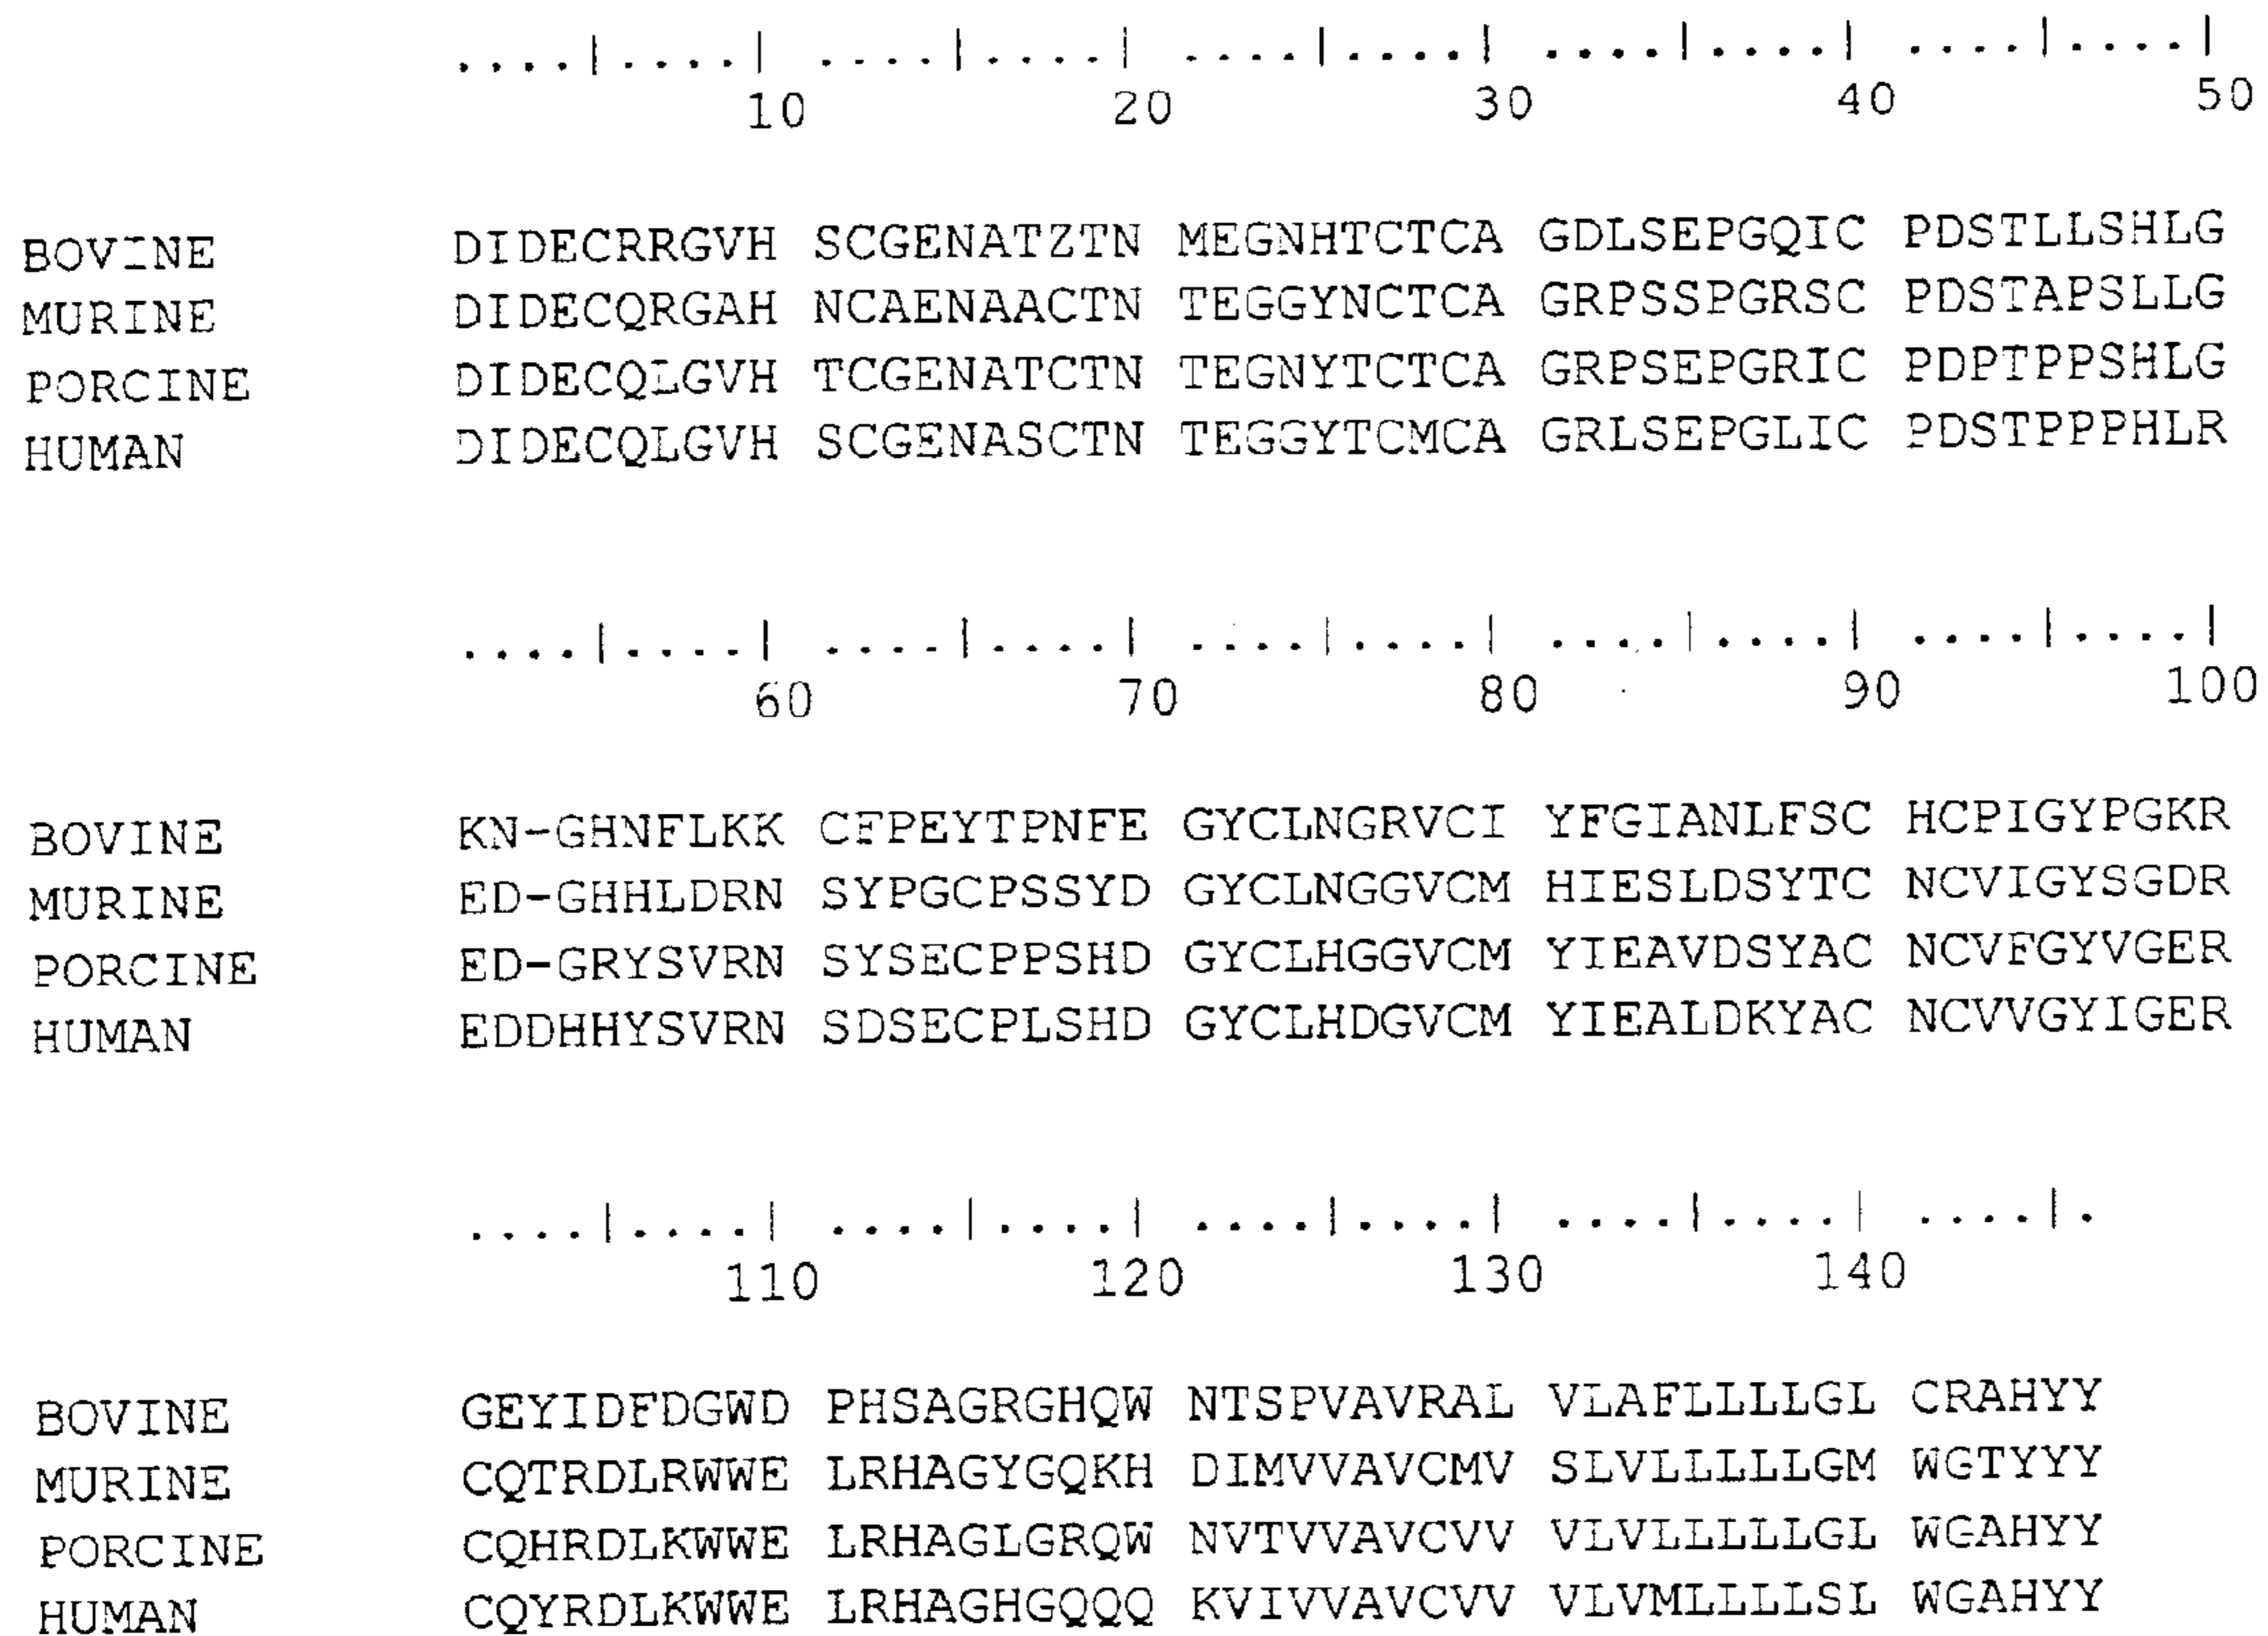 ....|....| ....|....| ....|....| ....|....| ....|....|
10 20 30 40 50
BOVINE DIDECRRGVH SCGENATZTN MEGNHTCTCA GDLSEPGQIC PDSTLLSHLG
MURINE DIDECQRGAH NCAENAACTN TEGGYNCTCA GRPSSPGRSC PDSTAPSLLG
PORCINE DIDECQLGVH TCGENATCTN TEGNYTCTCA GRPSEPGRIC PDPTPPSHLG
HUMAN DIDECQLGVH SCGENASCTN TEGGYTCMCA GRLSEPGLIC PDSTPPPHLR
....|....| ....|....| ....|....| ....|....| ....|....|
60 70 80 90 100
BOVINE KN-GHNFLKK CFPEYTPNFE GYCLNGRVCI YFGIANLFSC HCPIGYPGKR
MURINE ED-GHHLDRN SYPGCPSSYD GYCLNGGVCM HIESLDSYTC NCVIGYSGDR
PORCINE ED-GRYSVRN SYSECPPSHD GYCLHGGVCM YIEAVDSYAC NCVFGYVGER
HUMAN EDDHHYSVRN SDSECPLSHD GYCLHDGVCM YIEALDKYAC NCVVGYIGER
....|....| ....|....| ....|....| ....|....| ....|.
110 120 130 140
BOVINE GEYIDFDGWD PHSAGRGHQW NTSPVAVRAL VLAFLLLLGL CRAHYY
MURINE CQTRDLRWWE LRHAGYGQKH DIMVVAVCMV SLVLLLLLGM WGTYYY
PORCINE CQHRDLKWWE LRHAGLGRQW NVTVVAVCVV VLVLLLLLGL WGAHYY
HUMAN CQYRDLKWWE LRHAGHGQQQ KVIVVAVCVV VLVMLLLLSL WGAHYY